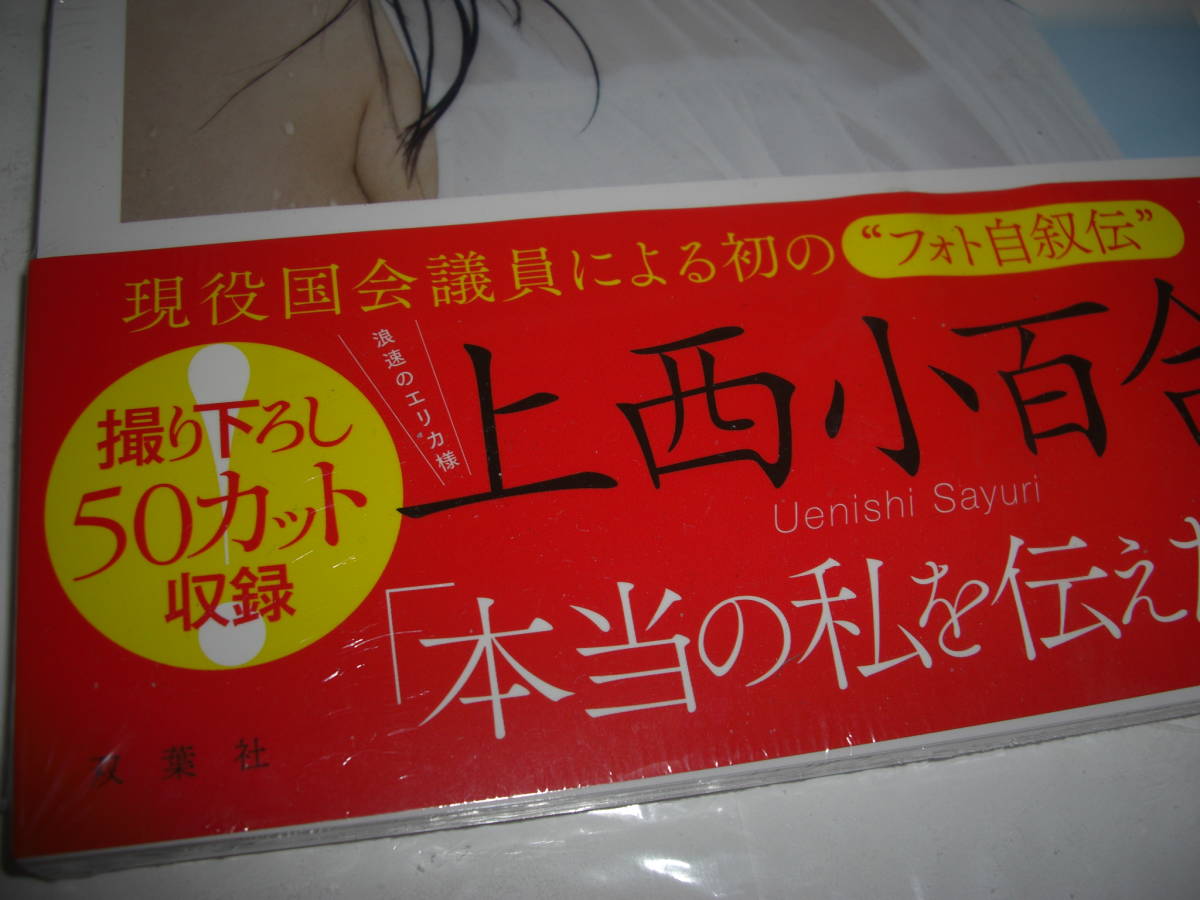 現役国会議員による初の“フォト自叙伝”
浪速のエリカ様
上西小百合
Uenishi Sayuri
撮り下ろし
50カット
収録
「本当の私を伝えた
双葉社